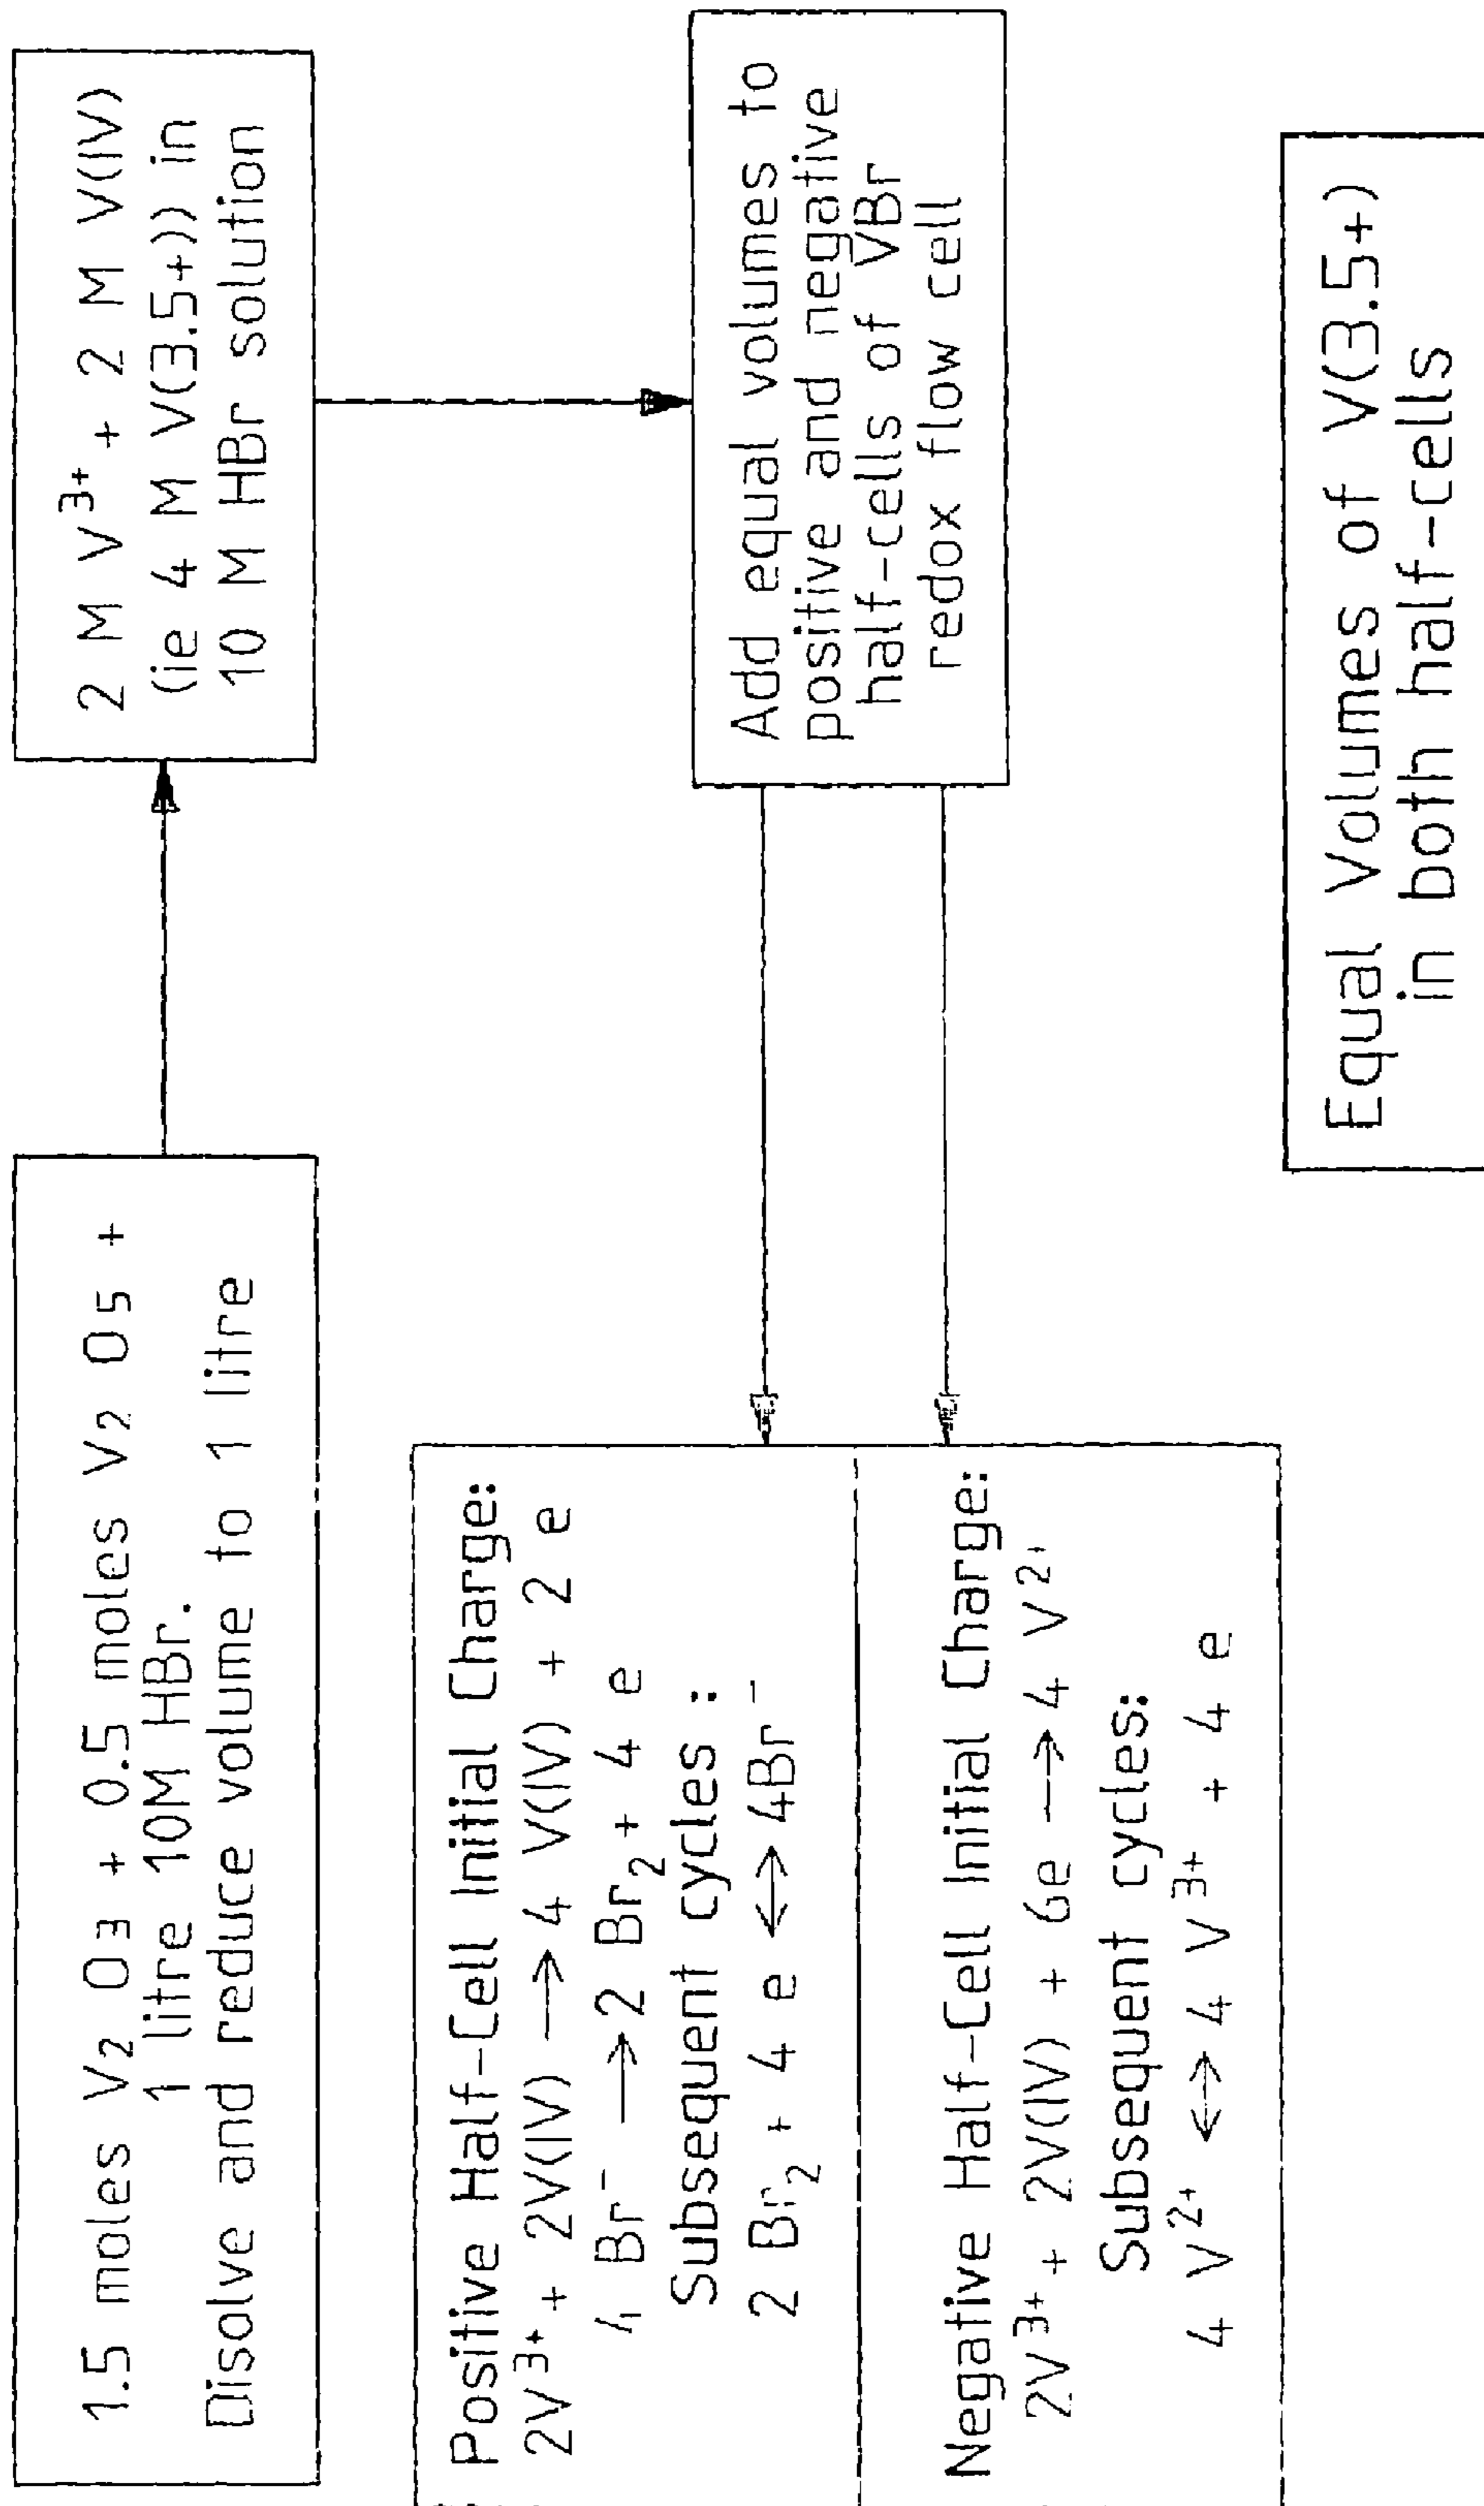 1.5 moles V₂ O₃ + 0.5 moles V₂ O₅ +
1 litre 10M HBr.
Disolve and reduce volume to 1 litre
2 M V³⁺ + 2 M V(IV)
(ie 4 M V(3.5+)) in
10 M HBr solution
Add equal volumes to
positive and negative
half-cells of VBr
redox flow cell
Positive Half-Cell Initial Charge:
2V³⁺ + 2V(IV) → 4 V(IV) + 2 e
4 Br⁻ → 2 Br₂ + 4 e
Subsequent cycles :
2 Br₂ + 4 e ↔ 4Br⁻
Negative Half-Cell Initial Charge:
2V³⁺ + 2V(IV) + 6e → 4 V²⁺
Subsequent cycles:
4 V²⁺ ↔ 4 V³⁺ + 4 e
Equal Volumes of V(3.5+)
in both half-cells